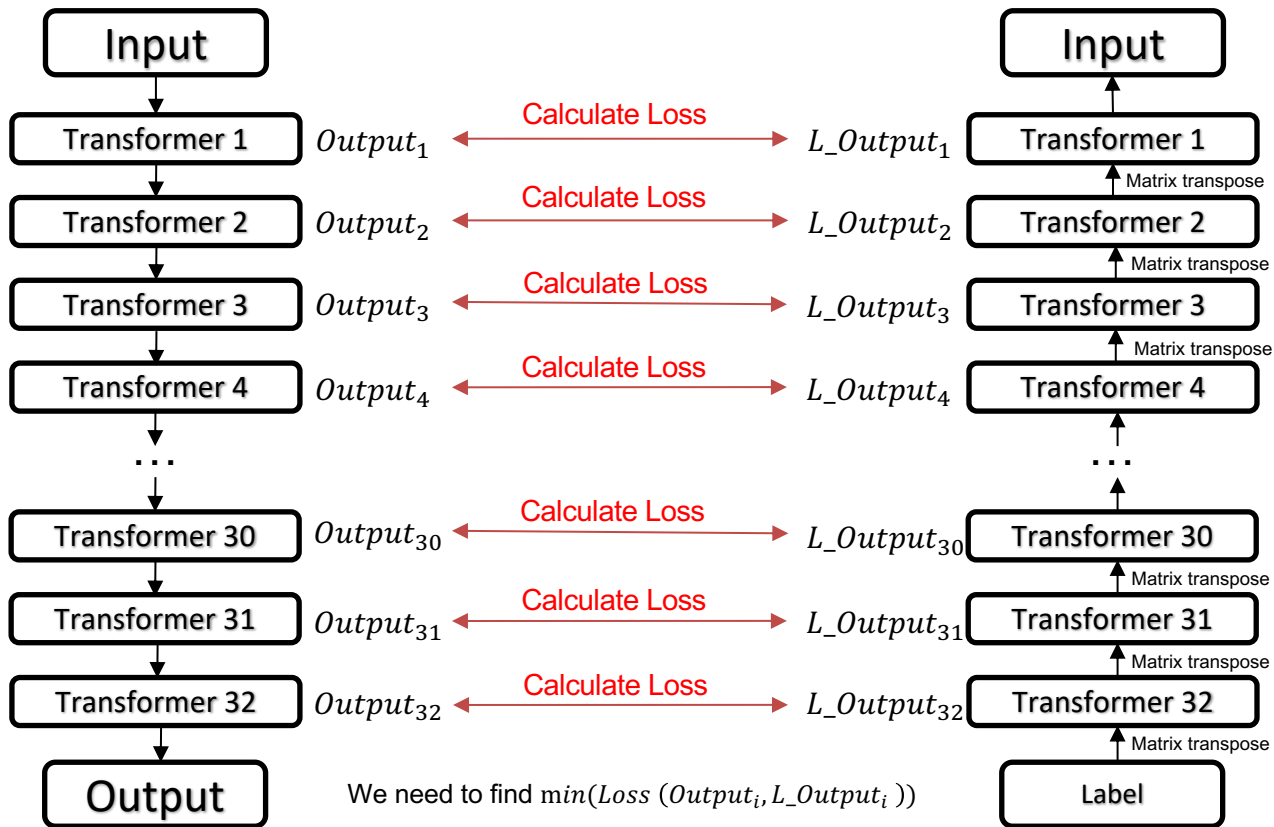 Input
Input
Calculate Loss
Transformer 1
Output₁
L_Output₁
Transformer 1
Matrix transpose
Calculate Loss
Transformer 2
Output₂
L_Output₂
Transformer 2
Matrix transpose
Calculate Loss
Transformer 3
Output₃
L_Output₃
Transformer 3
Matrix transpose
Calculate Loss
Transformer 4
Output₄
L_Output₄
Transformer 4
...
...
Calculate Loss
Transformer 30
Output₃₀
L_Output₃₀
Transformer 30
Matrix transpose
Calculate Loss
Transformer 31
Output₃₁
L_Output₃₁
Transformer 31
Matrix transpose
Calculate Loss
Transformer 32
Output₃₂
L_Output₃₂
Transformer 32
Matrix transpose
Output
We need to find min(Loss (Outputᵢ, L_Outputᵢ ))
Label